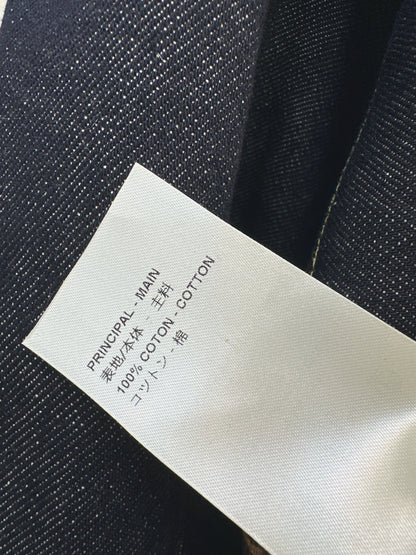 PRINCIPAL - MAIN
表地/本体 - 主料
100% COTON - COTTON
コットン - 棉